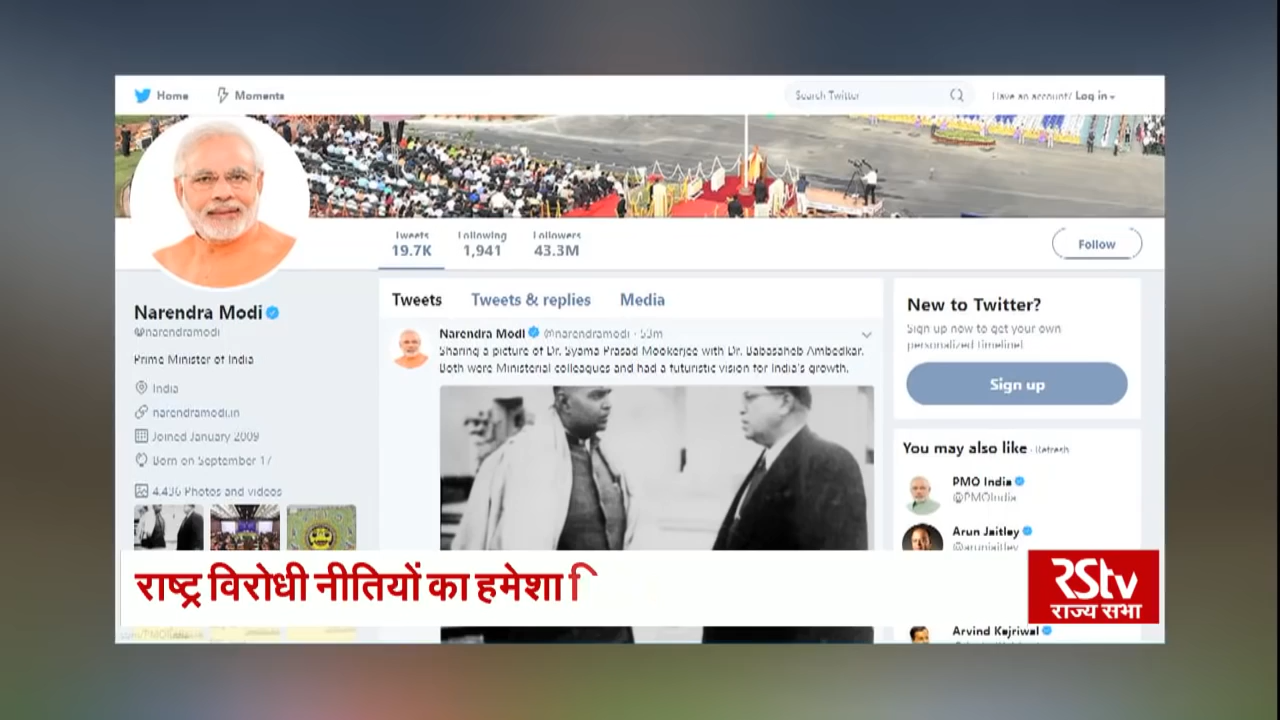 Home Moments Search Twitter Have an account? Log in
Tweets Following Followers
19.7K 1,941 43.3M Follow
Narendra Modi
@narendramodi
Prime Minister of India
India
narendramodi.in
Joined January 2009
Born on September 17
4,436 Photos and videos
Tweets Tweets & replies Media
Narendra Modi @narendramodi · 53m
Sharing a picture of Dr. Syama Prasad Mookerjee with Dr. Babasaheb Ambedkar.
Both were Ministerial colleagues and had a futuristic vision for India's growth.
New to Twitter?
Sign up now to get your own
personalized timeline!
Sign up
You may also like · Refresh
PMO India
@PMOIndia
Arun Jaitley
@arunjaitley
Arvind Kejriwal
राष्ट्र विरोधी नीतियों का हमेशा
RStv
राज्य सभा